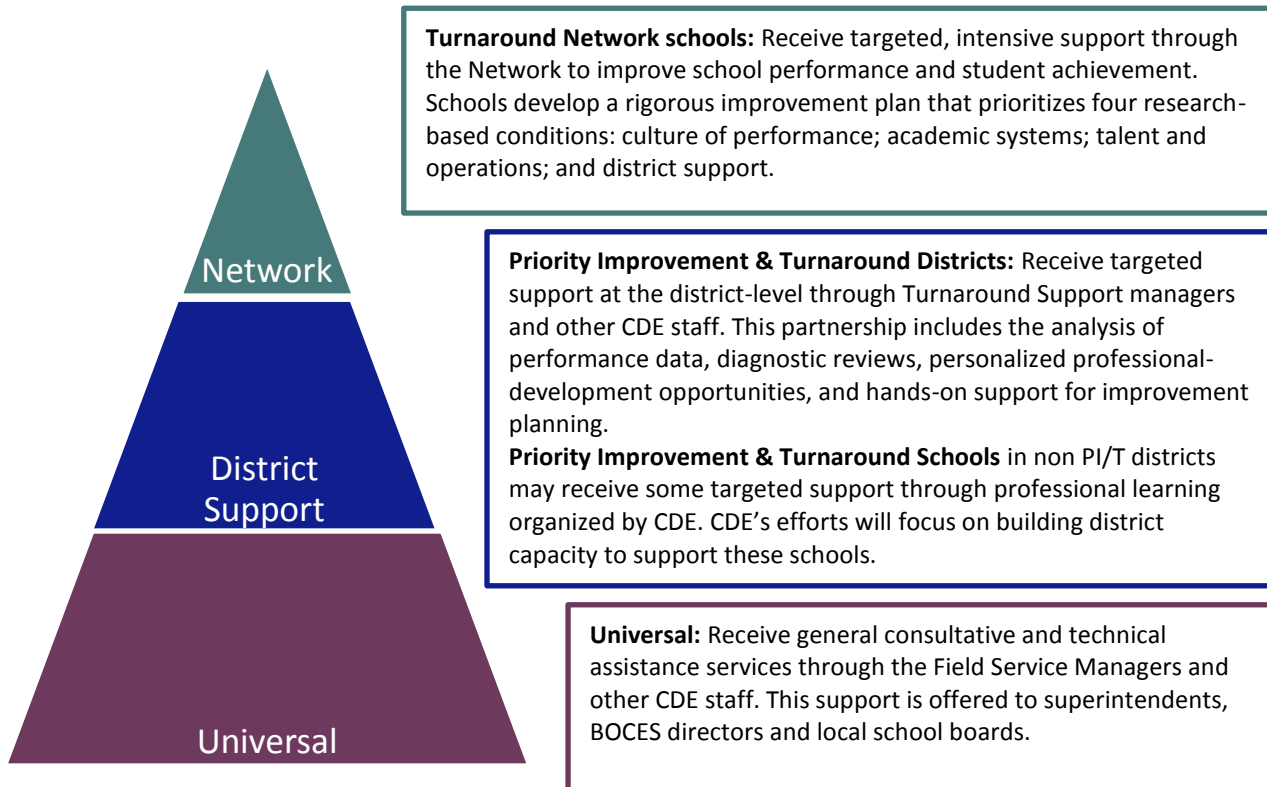 Turnaround Network schools: Receive targeted, intensive support through
the Network to improve school performance and student achievement.
Schools develop a rigorous improvement plan that prioritizes four research-
based conditions: culture of performance; academic systems; talent and
operations; and district support.
Network
Priority Improvement & Turnaround Districts: Receive targeted
support at the district-level through Turnaround Support managers
and other CDE staff. This partnership includes the analysis of
performance data, diagnostic reviews, personalized professional-
development opportunities, and hands-on support for improvement
planning.
Priority Improvement & Turnaround Schools in non PI/T districts
may receive some targeted support through professional learning
organized by CDE. CDE’s efforts will focus on building district
capacity to support these schools.
District
Support
Universal: Receive general consultative and technical
assistance services through the Field Service Managers and
other CDE staff. This support is offered to superintendents,
BOCES directors and local school boards.
Universal